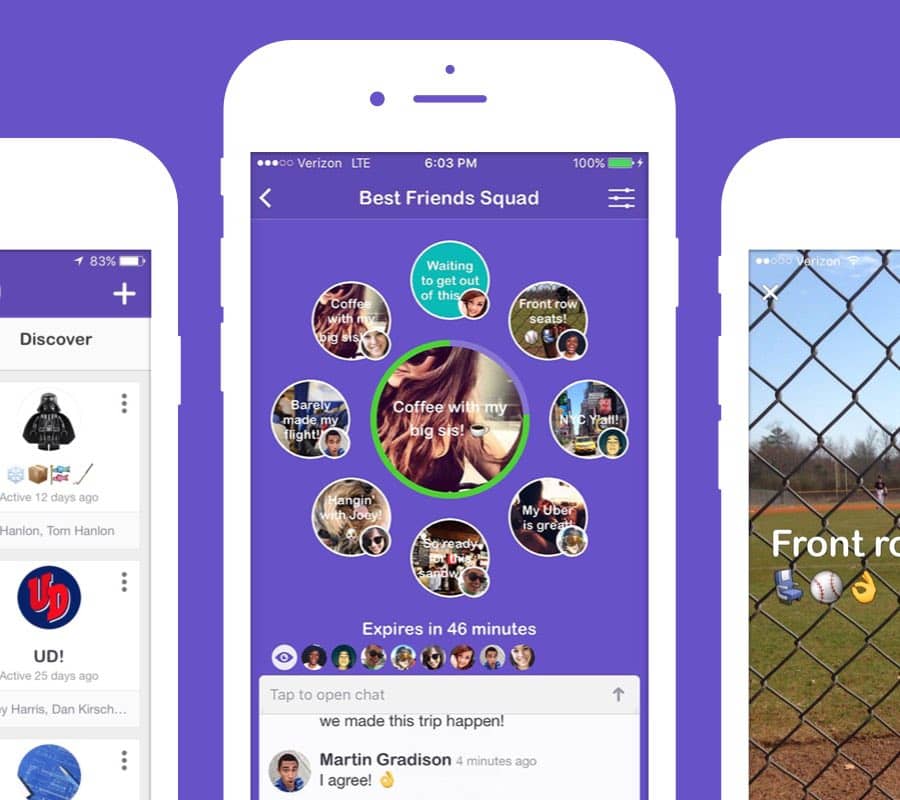 83%
Discover
Active 12 days ago
Hanlon, Tom Hanlon
UD
UD!
Active 25 days ago
y Harris, Dan Kirsch...
Verizon LTE
6:03 PM
100%
Best Friends Squad
Waiting
to get out
of this
Coffee
with my
big sis!
Front row
seats!
Barely
made my
flight!
Coffee with my
big sis!
NYC Y'all!
Hangin'
with Joey!
My Uber
is great!
So ready
for this
sandw
Expires in 46 minutes
Tap to open chat
we made this trip happen!
Martin Gradison 4 minutes ago
I agree! 👌
Verizon
Front ro